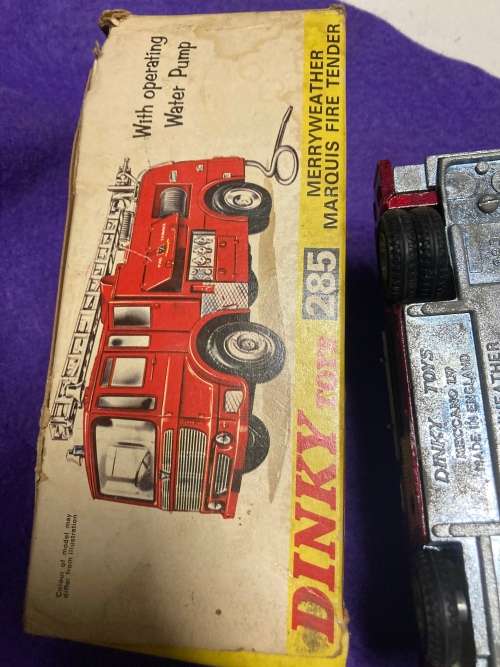 With operating
Water Pump
MERRYWEATHER
MARQUIS FIRE TENDER
DINKY TOYS 285
Colour of model may
differ from illustration
DINKY TOYS
MECCANO LTD
MADE IN ENGLAND
WEATHER